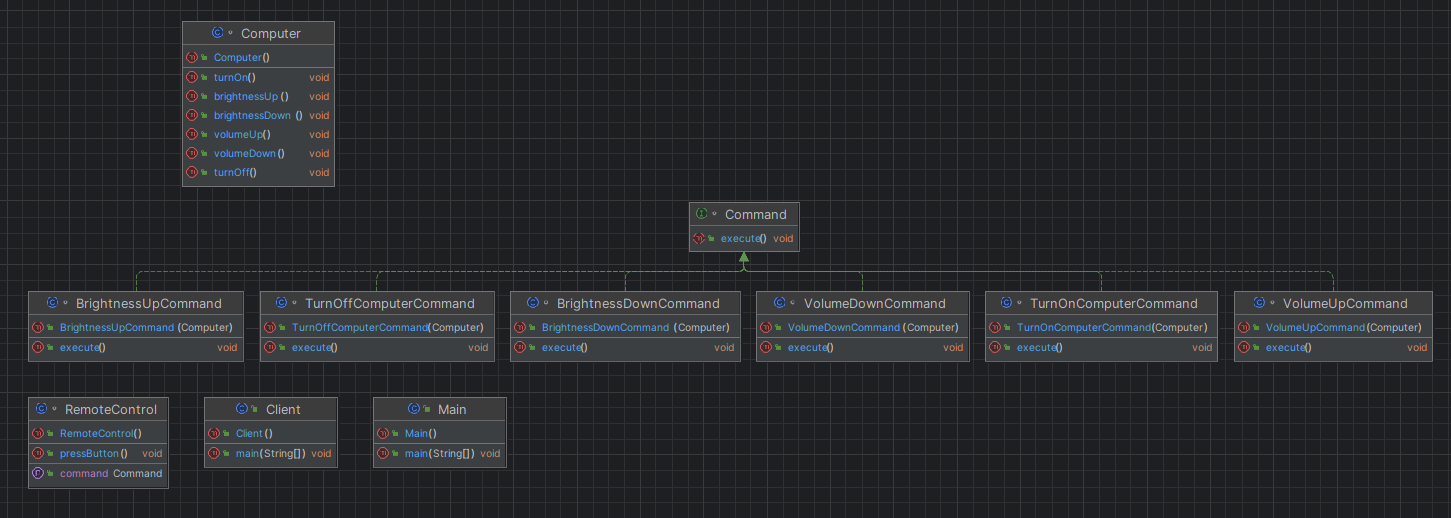 Computer
Computer()
turnOn() void
brightnessUp() void
brightnessDown() void
volumeUp() void
volumeDown() void
turnOff() void
Command
execute() void
BrightnessUpCommand
BrightnessUpCommand(Computer)
execute() void
TurnOffComputerCommand
TurnOffComputerCommand(Computer)
execute() void
BrightnessDownCommand
BrightnessDownCommand(Computer)
execute() void
VolumeDownCommand
VolumeDownCommand(Computer)
execute() void
TurnOnComputerCommand
TurnOnComputerCommand(Computer)
execute() void
VolumeUpCommand
VolumeUpCommand(Computer)
execute() void
RemoteControl
RemoteControl()
pressButton() void
command Command
Client
Client()
main(String[]) void
Main
Main()
main(String[]) void